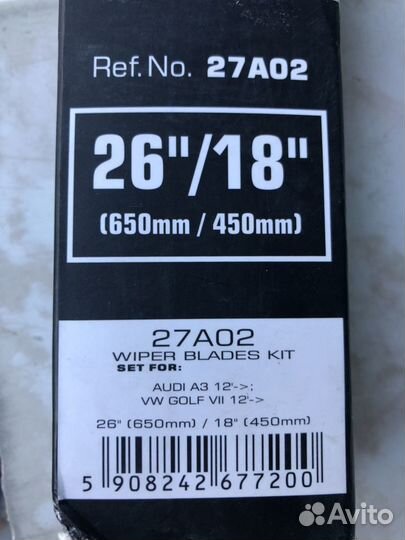 Ref.No. 27A02
26"/18"
(650mm / 450mm)
27A02
WIPER BLADES KIT
SET FOR:
AUDI A3 12'->;
VW GOLF VII 12'->
26" (650mm) / 18" (450mm)
5 908242 677200
Avito